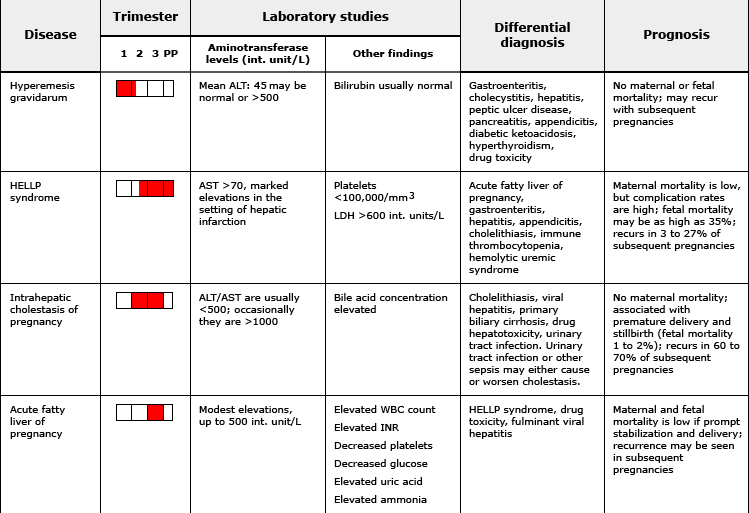 Disease
Trimester
Laboratory studies
Differential
diagnosis
Prognosis
1 2 3 PP
Aminotransferase
levels (int. unit/L)
Other findings
Hyperemesis
gravidarum
Mean ALT: 45 may be
normal or >500
Bilirubin usually normal
Gastroenteritis,
cholecystitis, hepatitis,
peptic ulcer disease,
pancreatitis, appendicitis,
diabetic ketoacidosis,
hyperthyroidism,
drug toxicity
No maternal or fetal
mortality; may recur
with subsequent
pregnancies
HELLP
syndrome
AST >70, marked
elevations in the
setting of hepatic
infarction
Platelets
<100,000/mm3
LDH >600 int. units/L
Acute fatty liver of
pregnancy,
gastroenteritis,
hepatitis, appendicitis,
cholelithiasis, immune
thrombocytopenia,
hemolytic uremic
syndrome
Maternal mortality is low,
but complication rates
are high; fetal mortality
may be as high as 35%;
recurs in 3 to 27% of
subsequent pregnancies
Intrahepatic
cholestasis of
pregnancy
ALT/AST are usually
<500; occasionally
they are >1000
Bile acid concentration
elevated
Cholelithiasis, viral
hepatitis, primary
biliary cirrhosis, drug
hepatotoxicity, urinary
tract infection. Urinary
tract infection or other
sepsis may either cause
or worsen cholestasis.
No maternal mortality;
associated with
premature delivery and
stillbirth (fetal mortality
1 to 2%); recurs in 60 to
70% of subsequent
pregnancies
Acute fatty
liver of
pregnancy
Modest elevations,
up to 500 int. unit/L
Elevated WBC count
Elevated INR
Decreased platelets
Decreased glucose
Elevated uric acid
Elevated ammonia
HELLP syndrome, drug
toxicity, fulminant viral
hepatitis
Maternal and fetal
mortality is low if prompt
stabilization and delivery;
recurrence may be seen
in subsequent
pregnancies